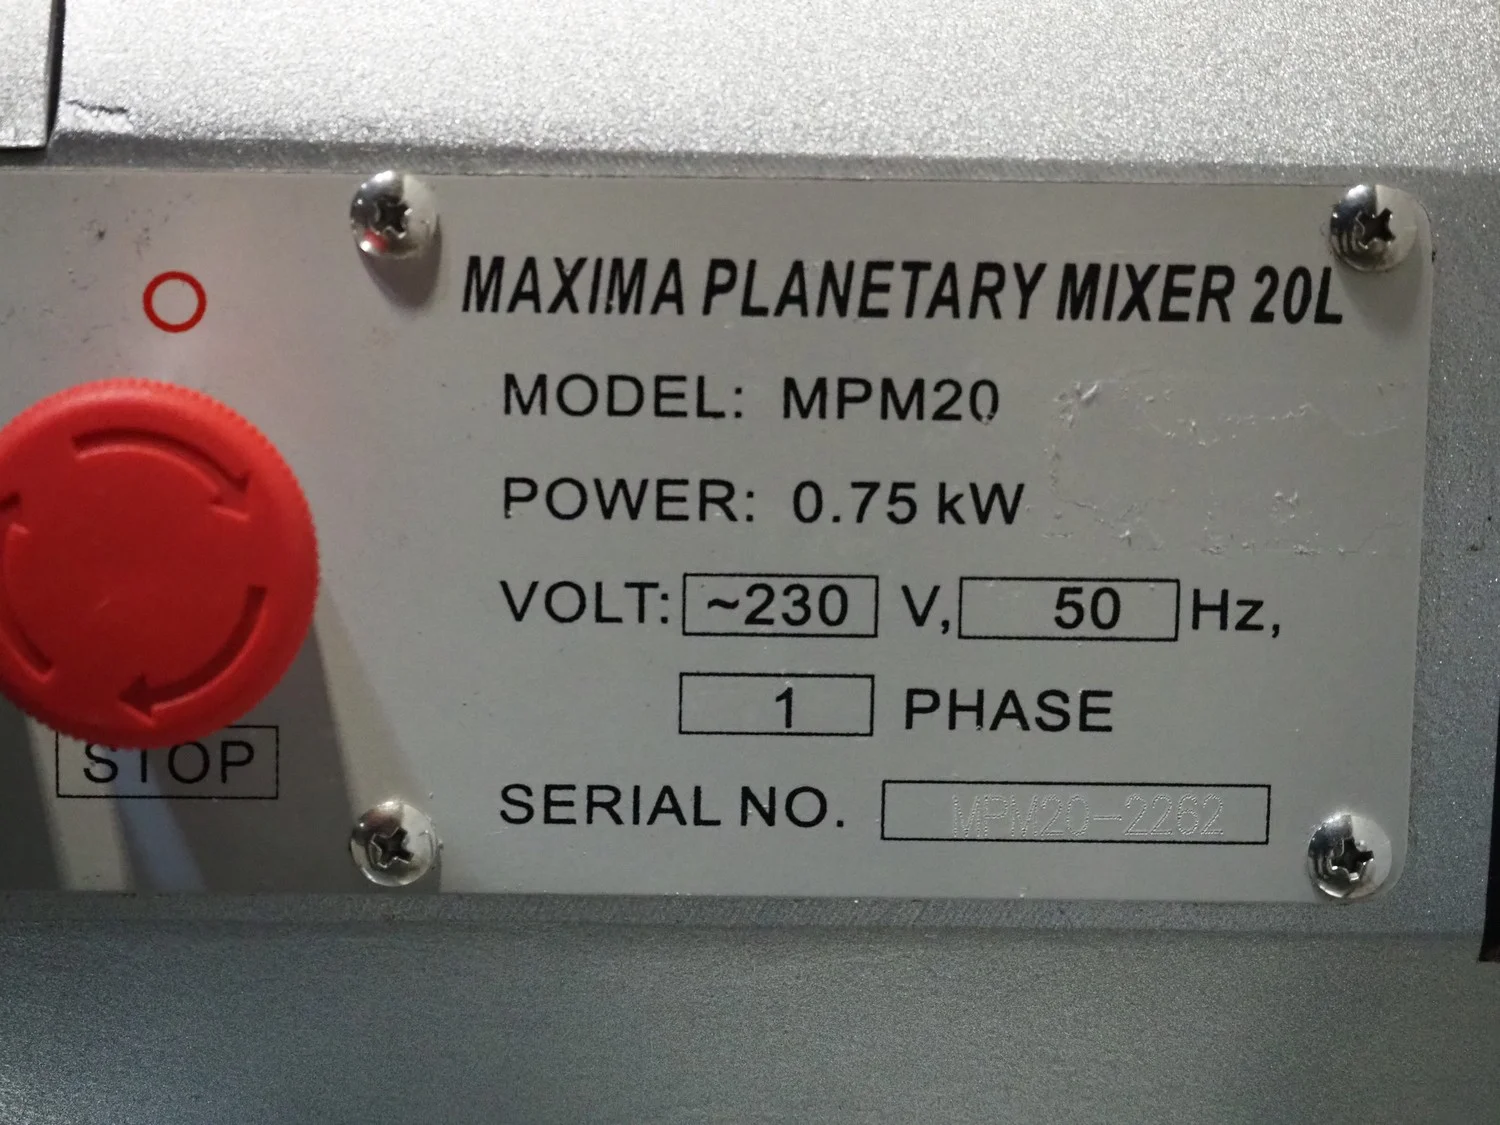 MAXIMA PLANETARY MIXER 20L
MODEL: MPM20
POWER: 0.75 kW
VOLT: ~230 V, 50 Hz,
1 PHASE
SERIAL NO. MPM20-2262
STOP